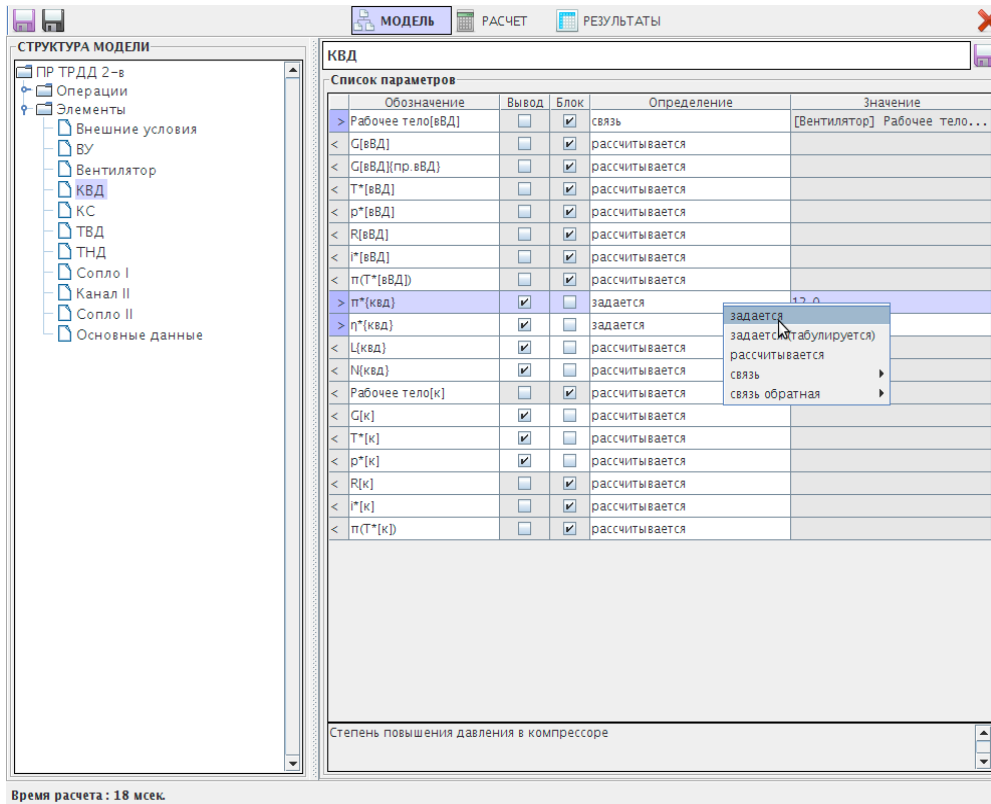 МОДЕЛЬ РАСЧЕТ РЕЗУЛЬТАТЫ
СТРУКТУРА МОДЕЛИ
ПР ТРДД 2-в
Операции
Элементы
Внешние условия
ВУ
Вентилятор
КВД
КС
ТВД
ТНД
Сопло I
Канал II
Сопло II
Основные данные
КВД
Список параметров
Обозначение Вывод Блок Определение Значение
> Рабочее тело[вВД] связь [Вентилятор] Рабочее тело...
< G[вВД] рассчитывается
< G[вВД]{пр.вВД} рассчитывается
< T*[вВД] рассчитывается
< p*[вВД] рассчитывается
< R[вВД] рассчитывается
< i*[вВД] рассчитывается
< π(T*[вВД]) рассчитывается
> π*{квд} задается 12.0
> η*{квд} задается
< L{квд} рассчитывается
< N{квд} рассчитывается
< Рабочее тело[к] рассчитывается
< G[к] рассчитывается
< T*[к] рассчитывается
< p*[к] рассчитывается
< R[к] рассчитывается
< i*[к] рассчитывается
< π(T*[к]) рассчитывается
задается
задается (табулируется)
рассчитывается
связь
связь обратная
Степень повышения давления в компрессоре
Время расчета : 18 мсек.